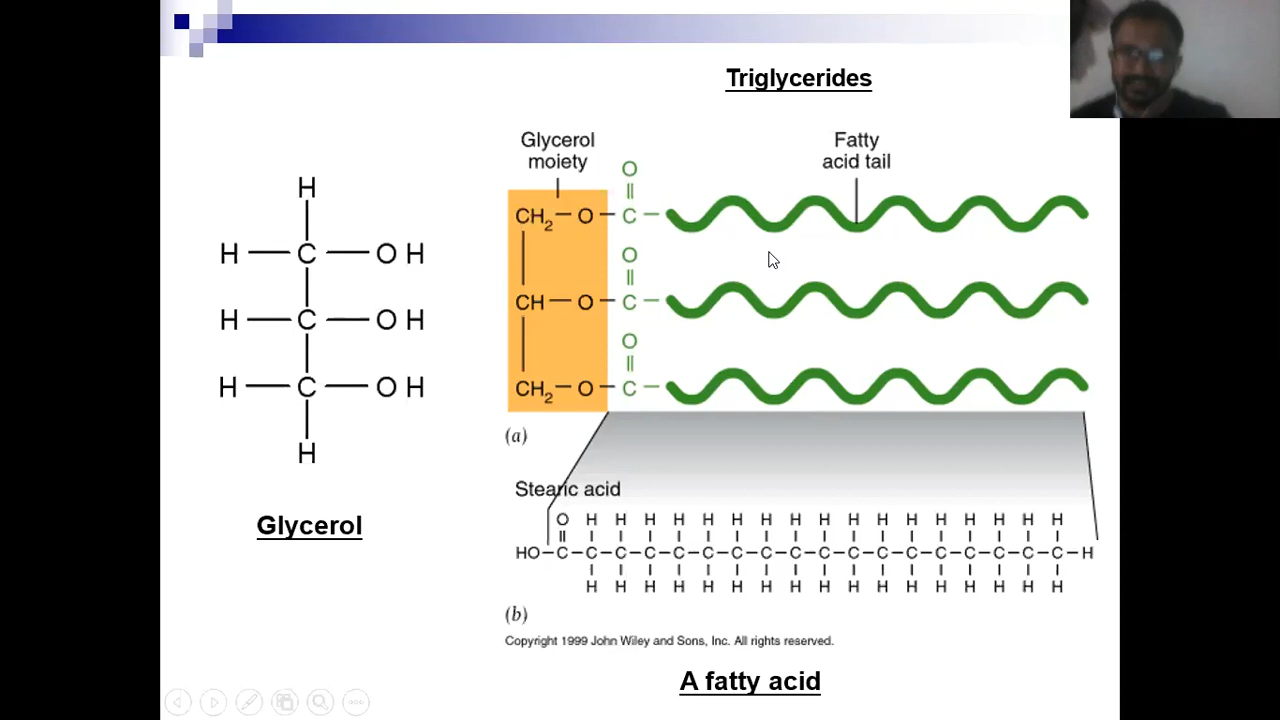 Triglycerides
Glycerol
moiety
Fatty
acid tail
H
H C O H
H C O H
H C O H
H
Glycerol
O
CH2 O C
O
CH O C
O
CH2 O C
(a)
Stearic acid
O H H H H H H H H H H H H H H H H H
HO C C C C C C C C C C C C C C C C C C H
H H H H H H H H H H H H H H H H H
(b)
Copyright 1999 John Wiley and Sons, Inc. All rights reserved.
A fatty acid